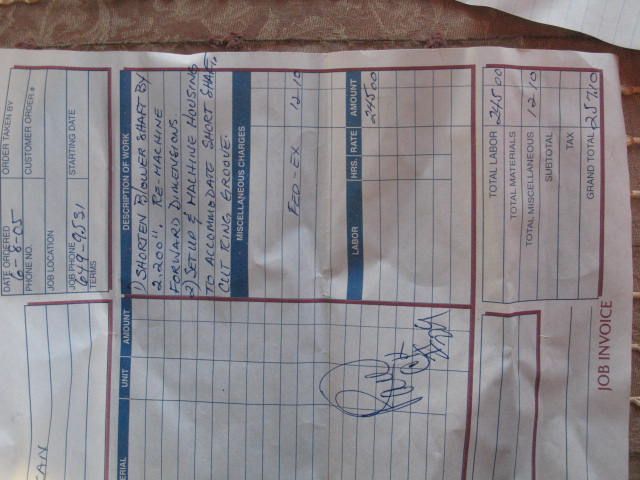 JOB INVOICE
DATE ORDERED
6-8-05
ORDER TAKEN BY
PHONE NO.
CUSTOMER ORDER #
JOB LOCATION
JOB PHONE
649-9531
STARTING DATE
TERMS
CAN
ERIAL UNIT AMOUNT
DESCRIPTION OF WORK
1) SHORTEN BLOWER SHAFT BY
2.200", RE-MACHINE
FORWARD DIMENSIONS
2) SET UP & MACHINE HOUSING
TO ACCOMMODATE SHORT SHAFT.
CUT RING GROOVE.
MISCELLANEOUS CHARGES
FED-EX 12.10
LABOR HRS. RATE AMOUNT
245.00
TOTAL LABOR 245.00
TOTAL MATERIALS
TOTAL MISCELLANEOUS 12.10
SUBTOTAL
TAX
GRAND TOTAL 257.10